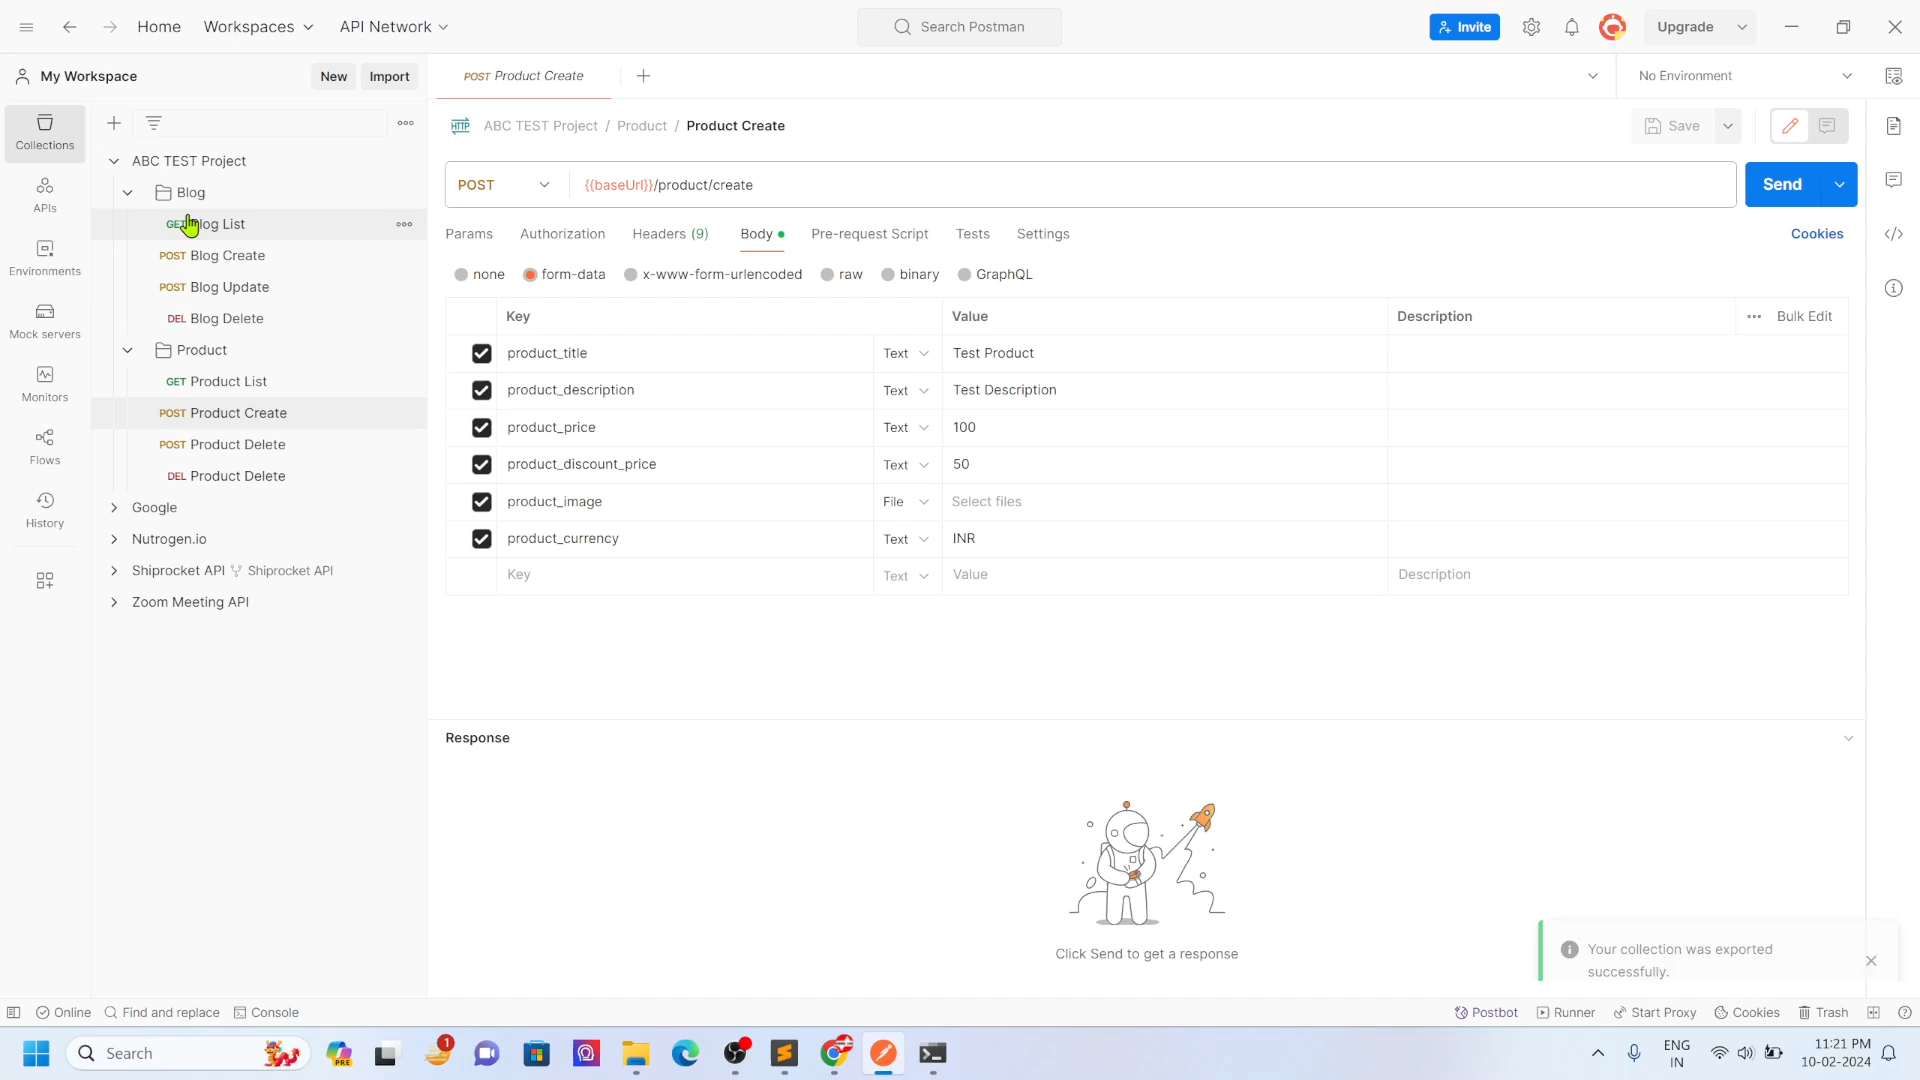 Home Workspaces API Network Search Postman Invite Upgrade
My Workspace New Import POST Product Create No Environment
ABC TEST Project / Product / Product Create Save
Collections
APIs
Environments
Mock servers
Monitors
Flows
History
ABC TEST Project
Blog
GET Blog List
POST Blog Create
POST Blog Update
DEL Blog Delete
Product
GET Product List
POST Product Create
POST Product Delete
DEL Product Delete
Google
Nutrogen.io
Shiprocket API Shiprocket API
Zoom Meeting API
POST {{baseUrl}}/product/create Send
Params Authorization Headers (9) Body Pre-request Script Tests Settings Cookies
none form-data x-www-form-urlencoded raw binary GraphQL
Key Value Description Bulk Edit
product_title Text Test Product
product_description Text Test Description
product_price Text 100
product_discount_price Text 50
product_image File Select files
product_currency Text INR
Key Text Value Description
Response
Click Send to get a response
Your collection was exported
successfully.
Online Find and replace Console Postbot Runner Start Proxy Cookies Trash
Search PRE 1 ENG 11:21 PM
IN 10-02-2024